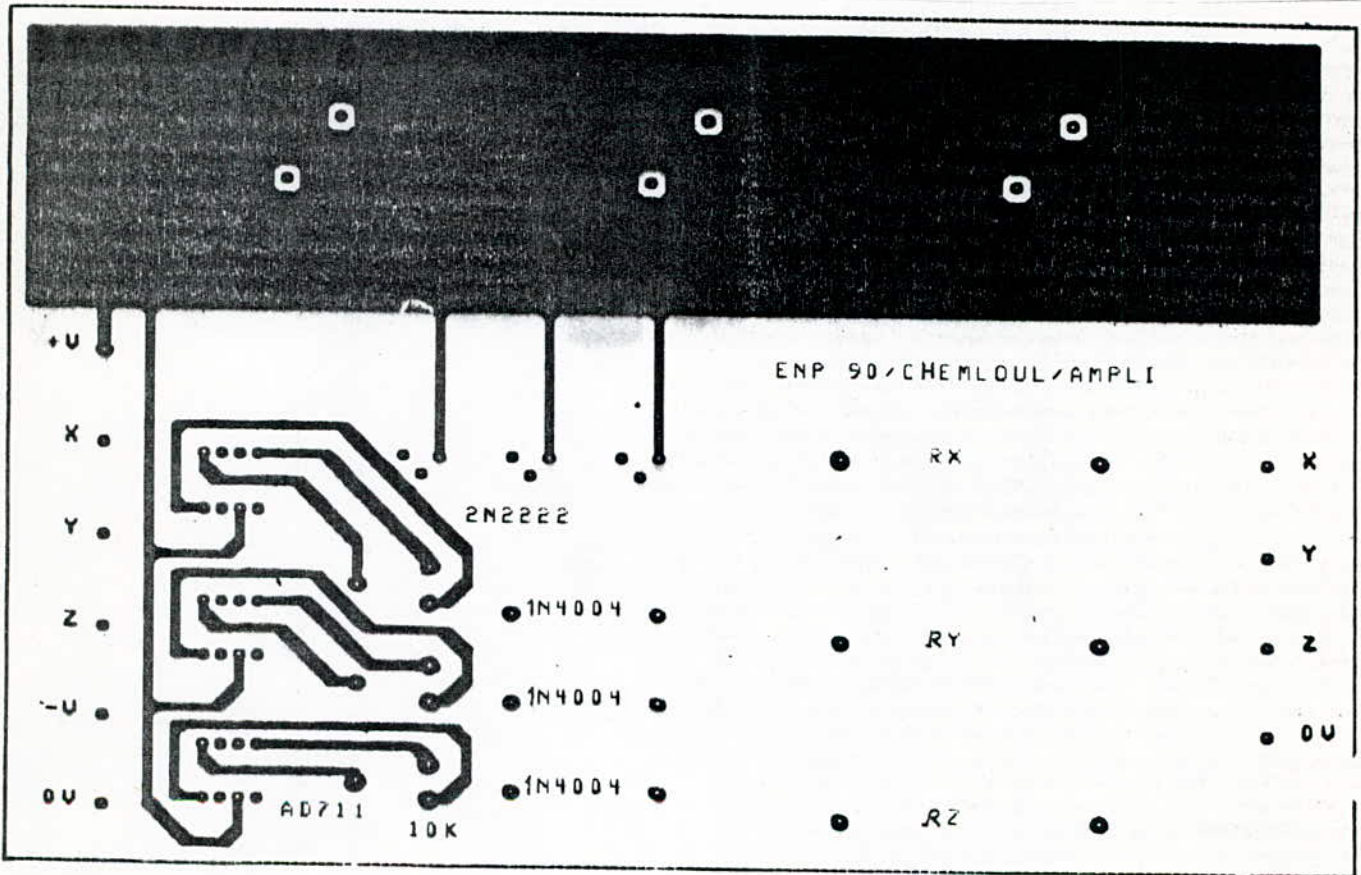 +V
ENP 90/CHEMLOUL/AMPLI
X
RX
X
2N2222
Y
Y
Z
1N4004
RY
Z
-V
1N4004
0V
0V
AD711
1N4004
RZ
10K